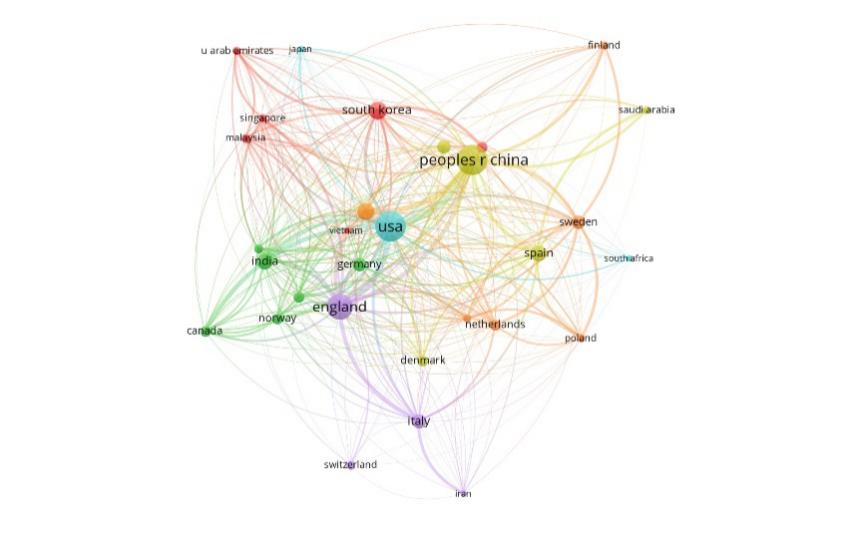 finland
u arab emirates
japan
saudi arabia
south korea
singapore
malaysia
peoples r china
sweden
usa
vietnam
spain
south africa
india
germany
england
norway
netherlands
canada
poland
denmark
italy
switzerland
iran